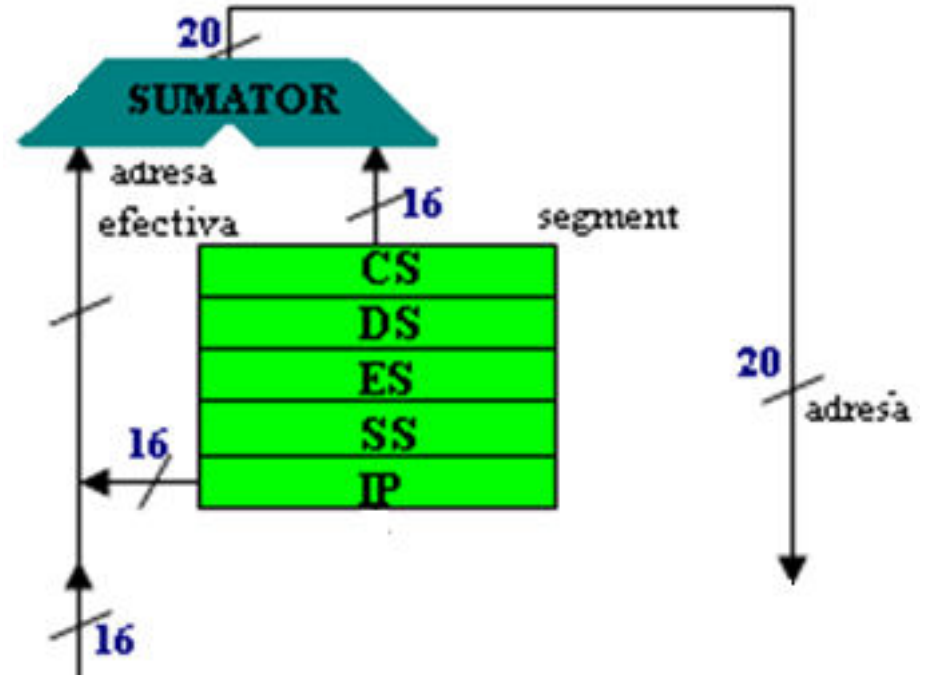 20
SUMATOR
adresa
efectiva
16
segment
CS
DS
ES
SS
IP
16
16
20
adresa